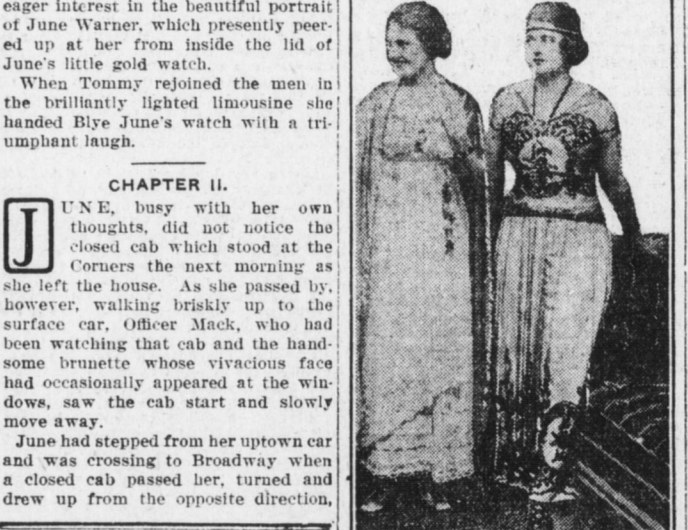 eager interest in the beautiful portrait
of June Warner, which presently peer-
ed up at her from inside the lid of
June's little gold watch.
When Tommy rejoined the men in
the brilliantly lighted limousine she
handed Blye June's watch with a tri-
umphant laugh.
CHAPTER II.
JUNE, busy with her own
thoughts, did not notice the
closed cab which stood at the
Corners the next morning as
she left the house. As she passed by,
however, walking briskly up to the
surface car, Officer Mack, who had
been watching that cab and the hand-
some brunette whose vivacious face
had occasionally appeared at the win-
dows, saw the cab start and slowly
move away.
June had stepped from her uptown car
and was crossing to Broadway when
a closed cab passed her, turned and
drew up from the opposite direction,